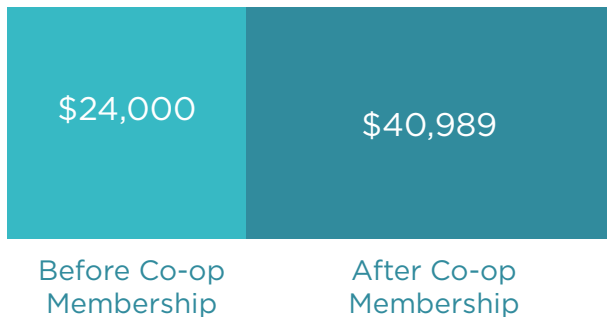 $24,000
$40,989
Before Co-op
Membership
After Co-op
Membership